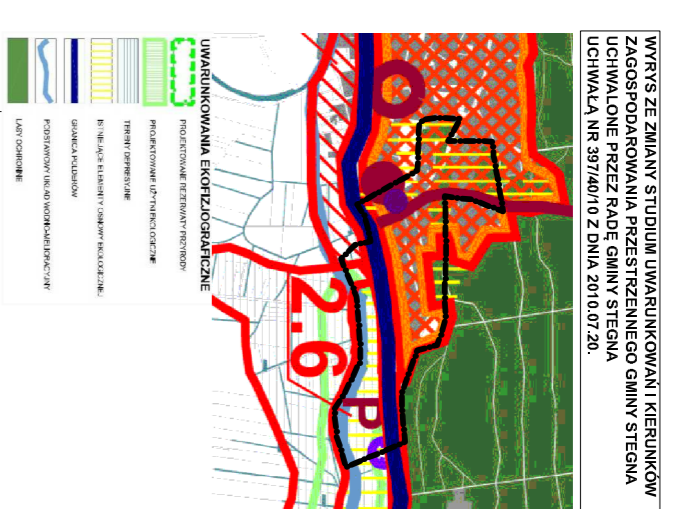 WYRYS ZE ZMIANY STUDIUM UWARUNKOWAŃ I KIERUNKÓW
ZAGOSPODAROWANIA PRZESTRZENNEGO GMINY STEGNA
UCHWALONE PRZEZ RADĘ GMINY STEGNA
UCHWAŁĄ NR 397/40/10 Z DNIA 2010.07.20.
2.6
P
UWARUNKOWANIA EKOFIZJOGRAFICZNE
PROJEKTOWANE REZERWATY PRZYRODY
PROJEKTOWANE UŻYTKI EKOLOGICZNE
TERENY DEPRESYJNE
ISTNIEJĄCE ELEMENTY OSNOWY EKOLOGICZNEJ
GRANICA POLDERÓW
PODSTAWOWY UKŁAD WODNO-MELIORACYJNY
LASY OCHRONNE